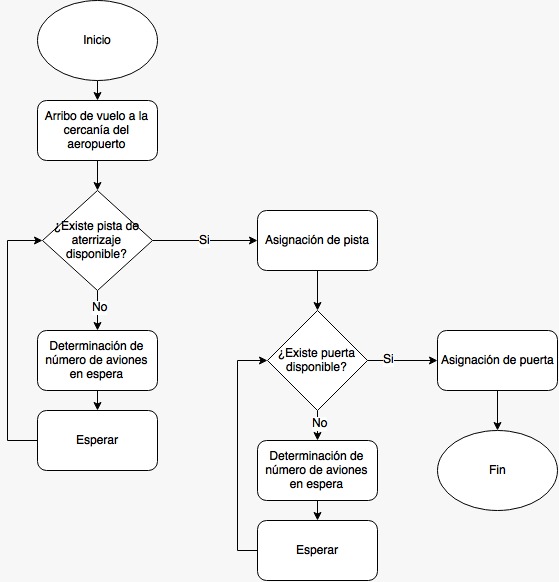 Inicio
Arribo de vuelo a la
cercanía del
aeropuerto
¿Existe pista de
aterrizaje
disponible?
Si
Asignación de pista
No
Determinación de
número de aviones
en espera
Esperar
¿Existe puerta
disponible?
Si
Asignación de puerta
No
Determinación de
número de aviones
en espera
Esperar
Fin